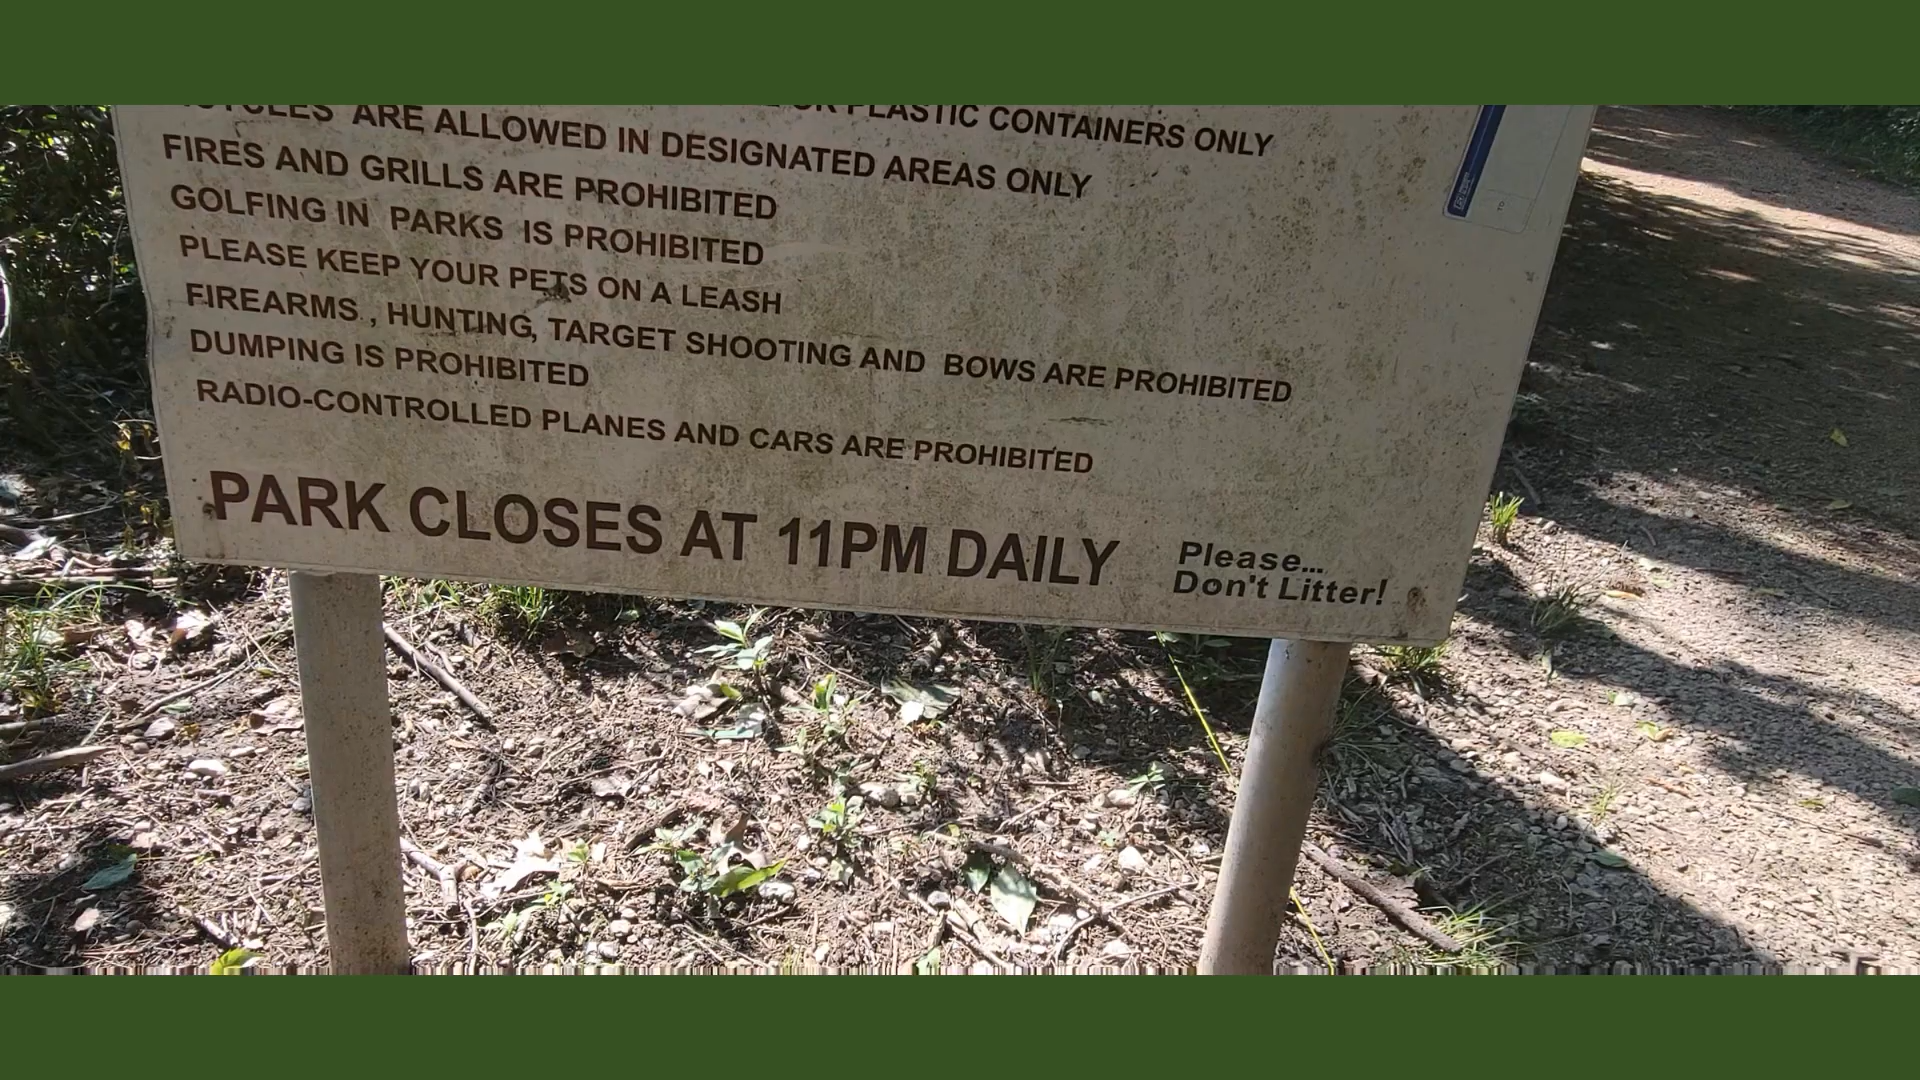 OR PLASTIC CONTAINERS ONLY
ARE ALLOWED IN DESIGNATED AREAS ONLY
FIRES AND GRILLS ARE PROHIBITED
GOLFING IN PARKS IS PROHIBITED
PLEASE KEEP YOUR PETS ON A LEASH
FIREARMS , HUNTING, TARGET SHOOTING AND BOWS ARE PROHIBITED
DUMPING IS PROHIBITED
RADIO-CONTROLLED PLANES AND CARS ARE PROHIBITED
PARK CLOSES AT 11PM DAILY
Please...
Don't Litter!